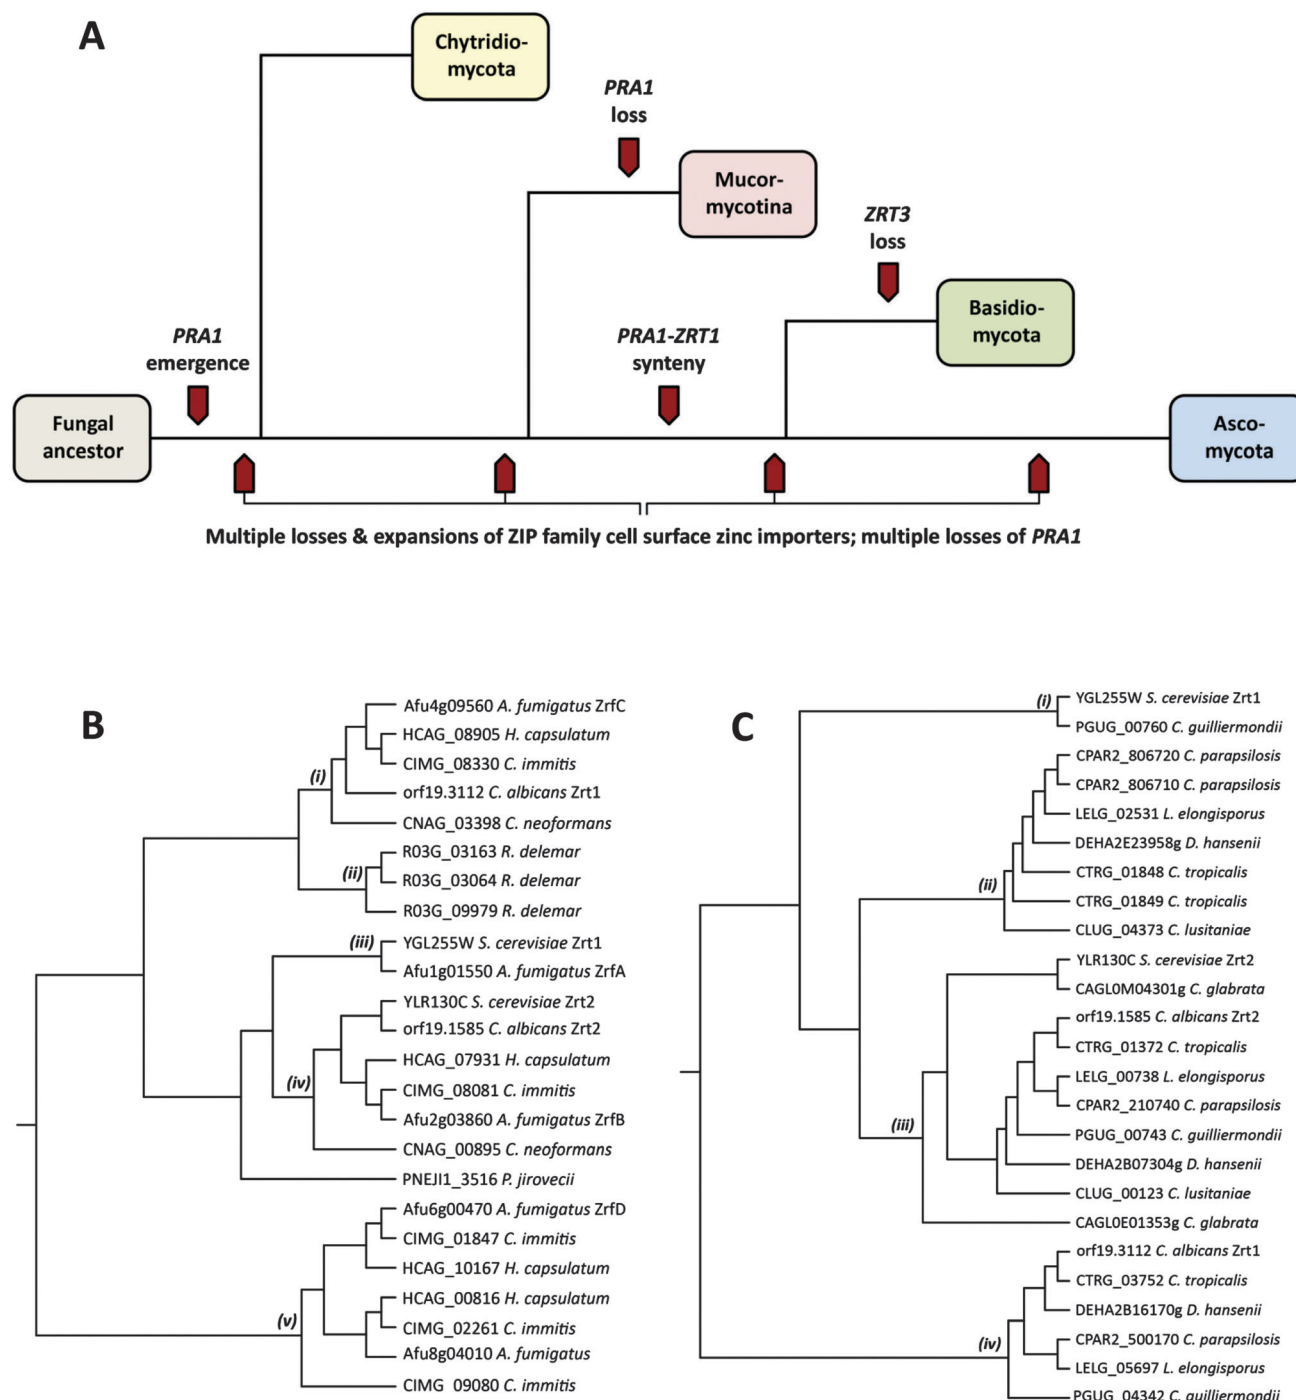 A
Chytridio-
mycota
PRA1
loss
Mucor-
mycotina
ZRT3
loss
Basidio-
mycota
PRA1
emergence
PRA1-ZRT1
synteny
Fungal
ancestor
Asco-
mycota
Multiple losses & expansions of ZIP family cell surface zinc importers; multiple losses of PRA1
B
Afu4g09560 A. fumigatus ZrfC
HCAG_08905 H. capsulatum
(i)
CIMG_08330 C. immitis
orf19.3112 C. albicans Zrt1
CNAG_03398 C. neoformans
R03G_03163 R. delemar
(ii)
R03G_03064 R. delemar
R03G_09979 R. delemar
(iii)
YGL255W S. cerevisiae Zrt1
Afu1g01550 A. fumigatus ZrfA
YLR130C S. cerevisiae Zrt2
orf19.1585 C. albicans Zrt2
HCAG_07931 H. capsulatum
(iv)
CIMG_08081 C. immitis
Afu2g03860 A. fumigatus ZrfB
CNAG_00895 C. neoformans
PNEJI1_3516 P. jirovecii
Afu6g00470 A. fumigatus ZrfD
CIMG_01847 C. immitis
HCAG_10167 H. capsulatum
HCAG_00816 H. capsulatum
(v)
CIMG_02261 C. immitis
Afu8g04010 A. fumigatus
CIMG_09080 C. immitis
C
(i)
YGL255W S. cerevisiae Zrt1
PGUG_00760 C. guilliermondii
CPAR2_806720 C. parapsilosis
CPAR2_806710 C. parapsilosis
LELG_02531 L. elongisporus
DEHA2E23958g D. hansenii
CTRG_01848 C. tropicalis
(ii)
CTRG_01849 C. tropicalis
CLUG_04373 C. lusitaniae
YLR130C S. cerevisiae Zrt2
CAGL0M04301g C. glabrata
orf19.1585 C. albicans Zrt2
CTRG_01372 C. tropicalis
LELG_00738 L. elongisporus
CPAR2_210740 C. parapsilosis
(iii)
PGUG_00743 C. guilliermondii
DEHA2B07304g D. hansenii
CLUG_00123 C. lusitaniae
CAGL0E01353g C. glabrata
orf19.3112 C. albicans Zrt1
CTRG_03752 C. tropicalis
DEHA2B16170g D. hansenii
(iv)
CPAR2_500170 C. parapsilosis
LELG_05697 L. elongisporus
PGUG_04342 C. guilliermondii